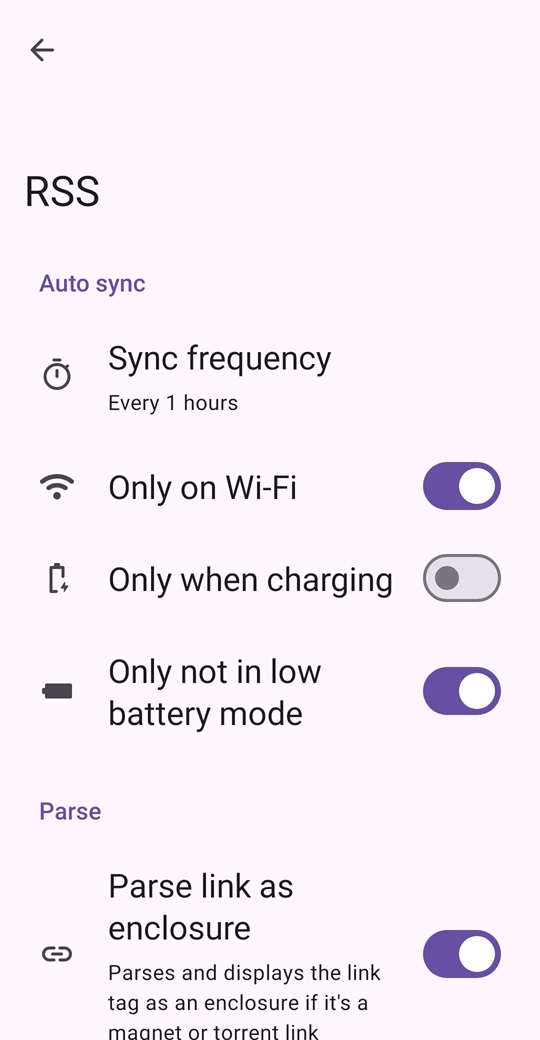 RSS
Auto sync
Sync frequency
Every 1 hours
Only on Wi-Fi
Only when charging
Only not in low
battery mode
Parse
Parse link as
enclosure
Parses and displays the link
tag as an enclosure if it's a
magnet or torrent link